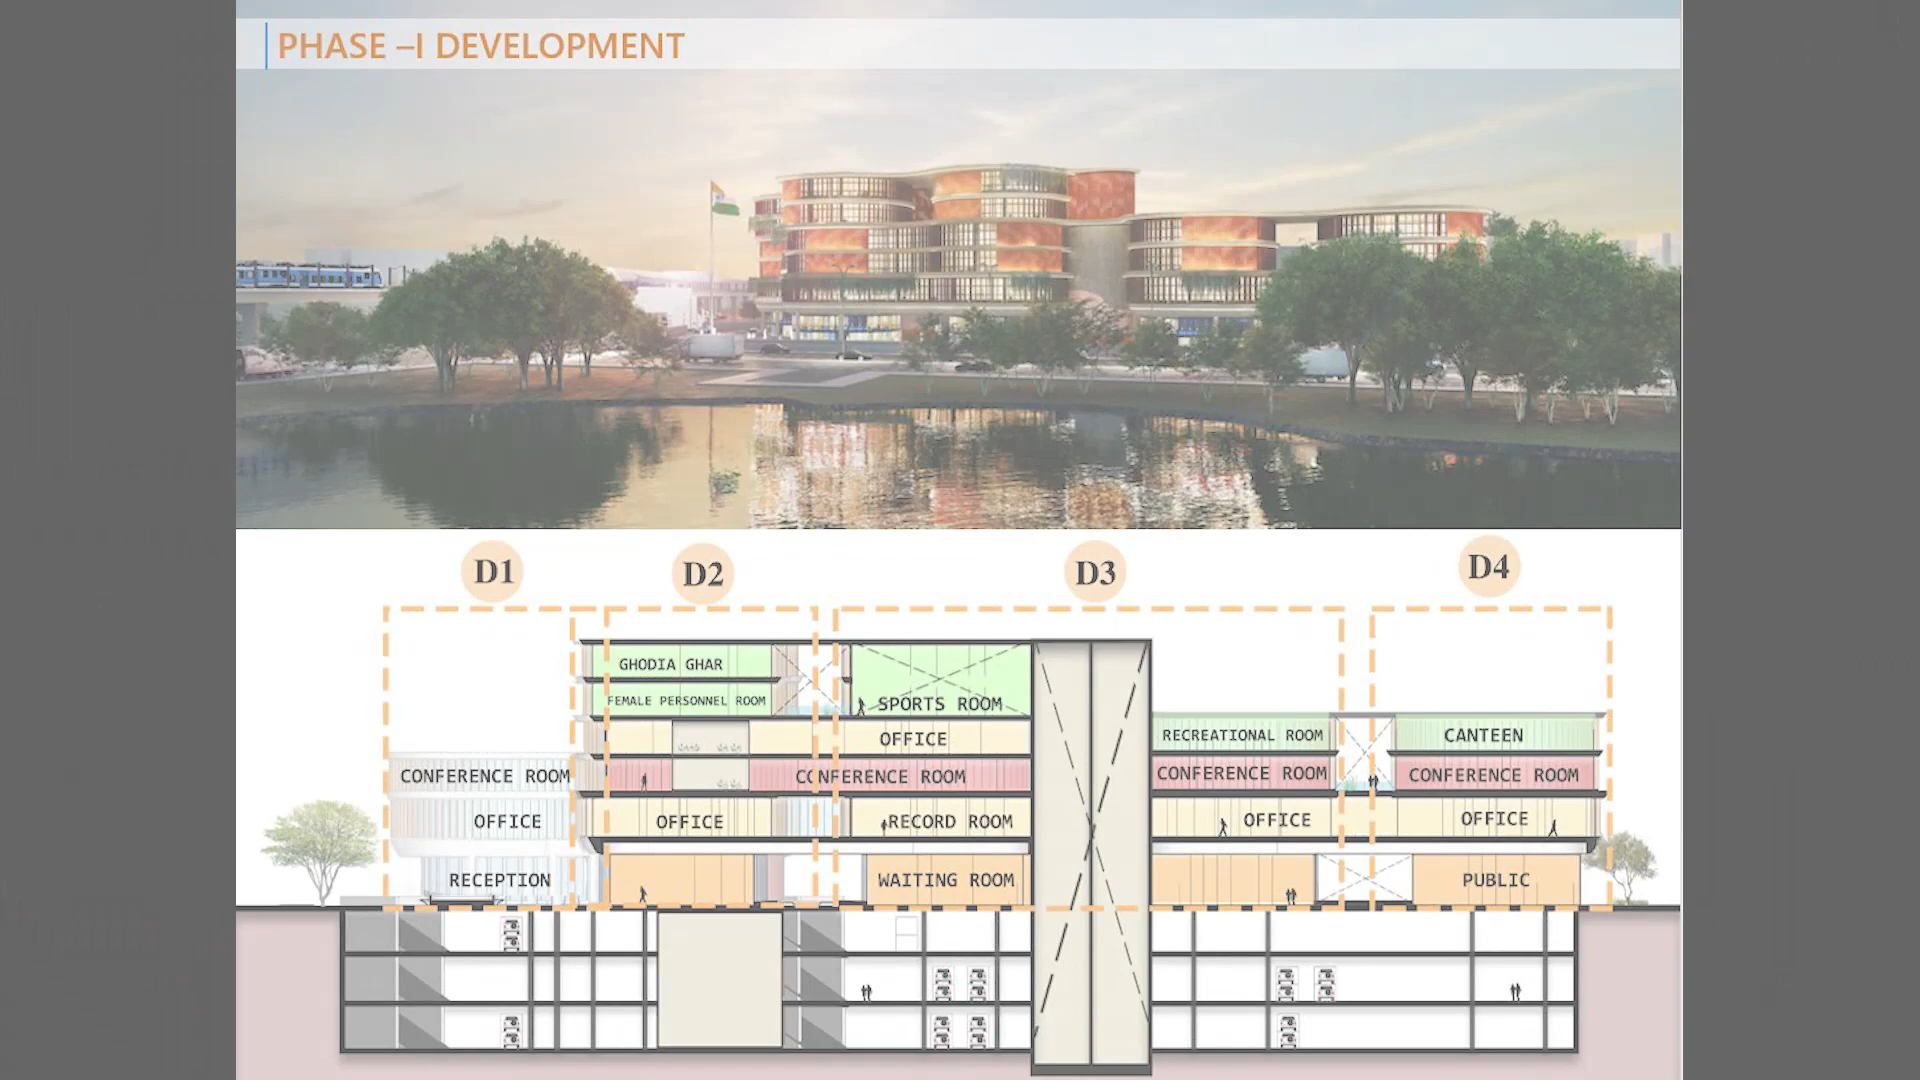 PHASE –I DEVELOPMENT
D1
D2
D3
D4
GHODIA GHAR
FEMALE PERSONNEL ROOM
SPORTS ROOM
OFFICE
RECREATIONAL ROOM
CANTEEN
CONFERENCE ROOM
CONFERENCE ROOM
CONFERENCE ROOM
CONFERENCE ROOM
OFFICE
OFFICE
RECORD ROOM
OFFICE
OFFICE
RECEPTION
WAITING ROOM
PUBLIC